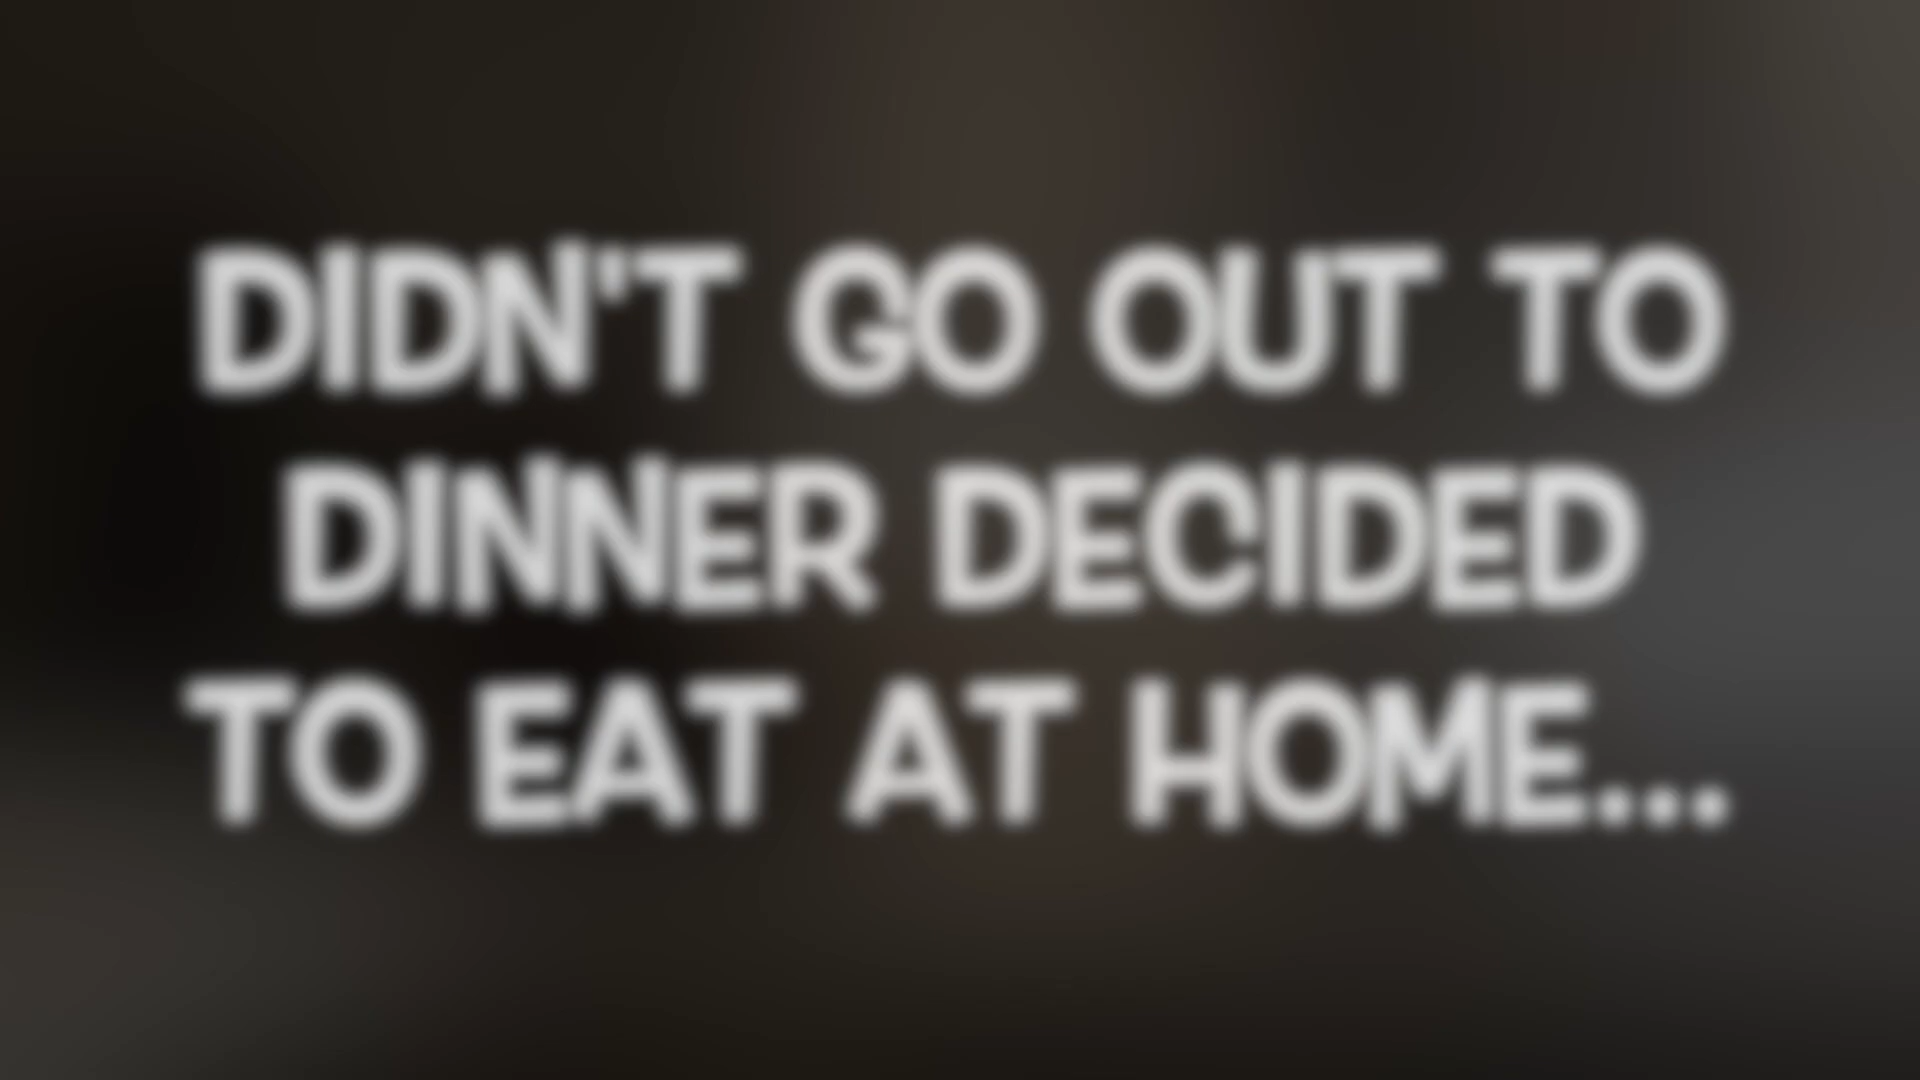 DIDN'T GO OUT TO
DINNER DECIDED
TO EAT AT HOME...